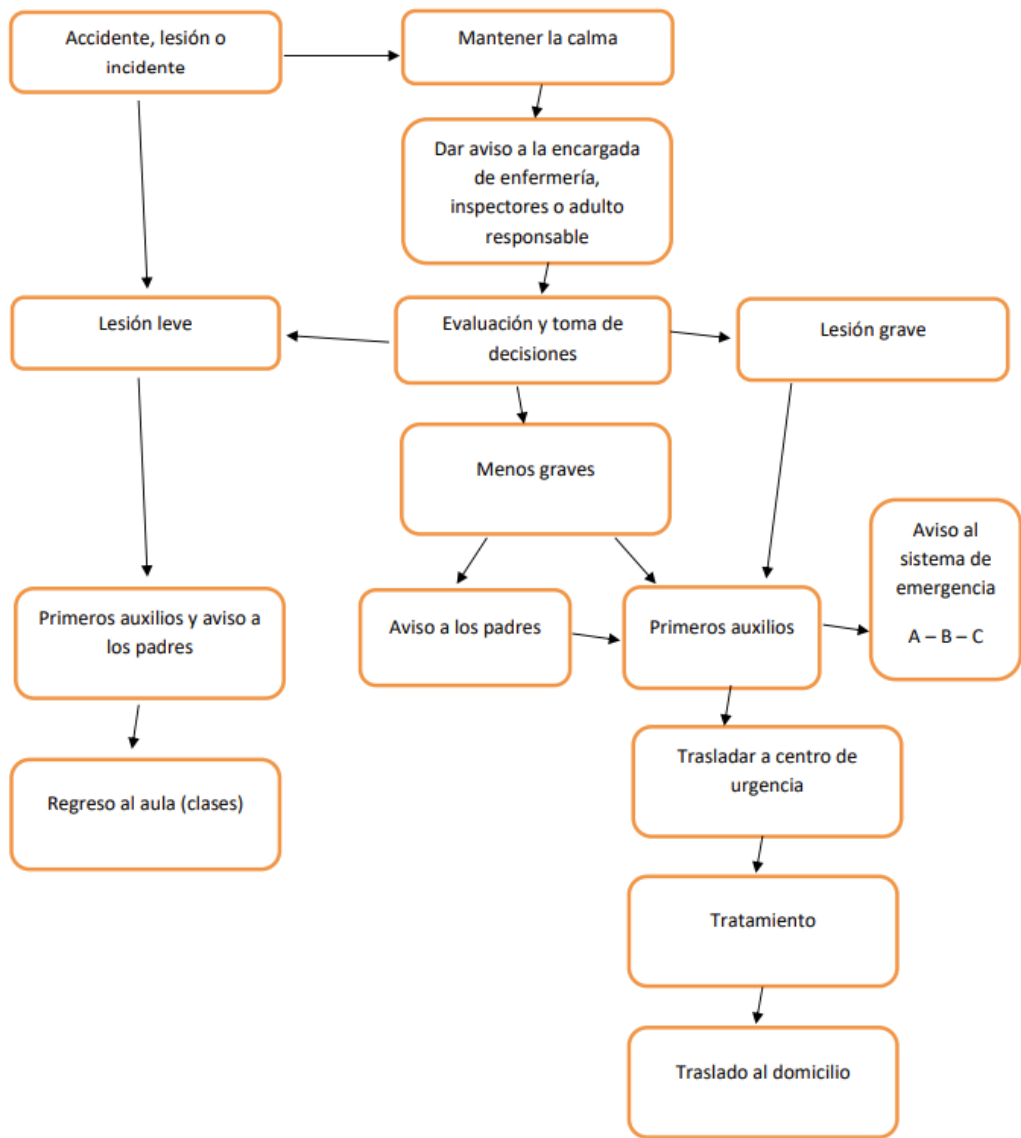 Accidente, lesión o
incidente
Mantener la calma
Dar aviso a la encargada
de enfermería,
inspectores o adulto
responsable
Lesión leve
Evaluación y toma de
decisiones
Lesión grave
Menos graves
Aviso al
sistema de
emergencia
A – B – C
Primeros auxilios y aviso a
los padres
Aviso a los padres
Primeros auxilios
Regreso al aula (clases)
Trasladar a centro de
urgencia
Tratamiento
Traslado al domicilio